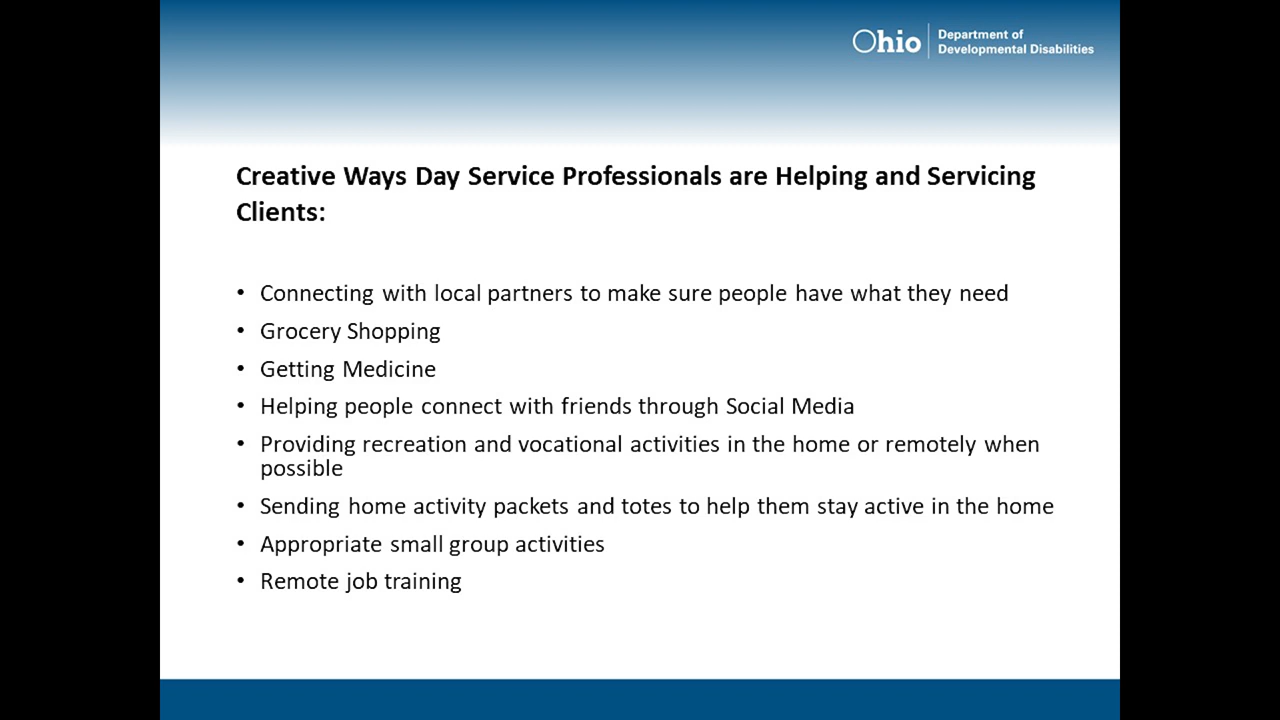 Ohio
Department of
Developmental Disabilities
Creative Ways Day Service Professionals are Helping and Servicing
Clients:
• Connecting with local partners to make sure people have what they need
• Grocery Shopping
• Getting Medicine
• Helping people connect with friends through Social Media
• Providing recreation and vocational activities in the home or remotely when
possible
• Sending home activity packets and totes to help them stay active in the home
• Appropriate small group activities
• Remote job training